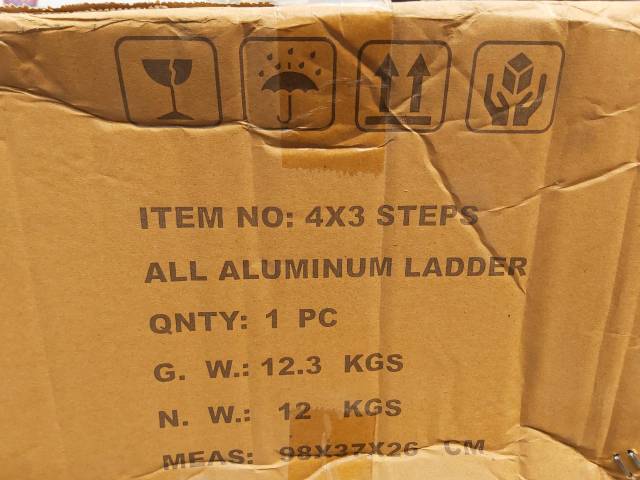 ITEM NO: 4X3 STEPS
ALL ALUMINUM LADDER
QNTY: 1 PC
G. W.: 12.3 KGS
N. W.: 12 KGS
MEAS: 98X37X26 CM